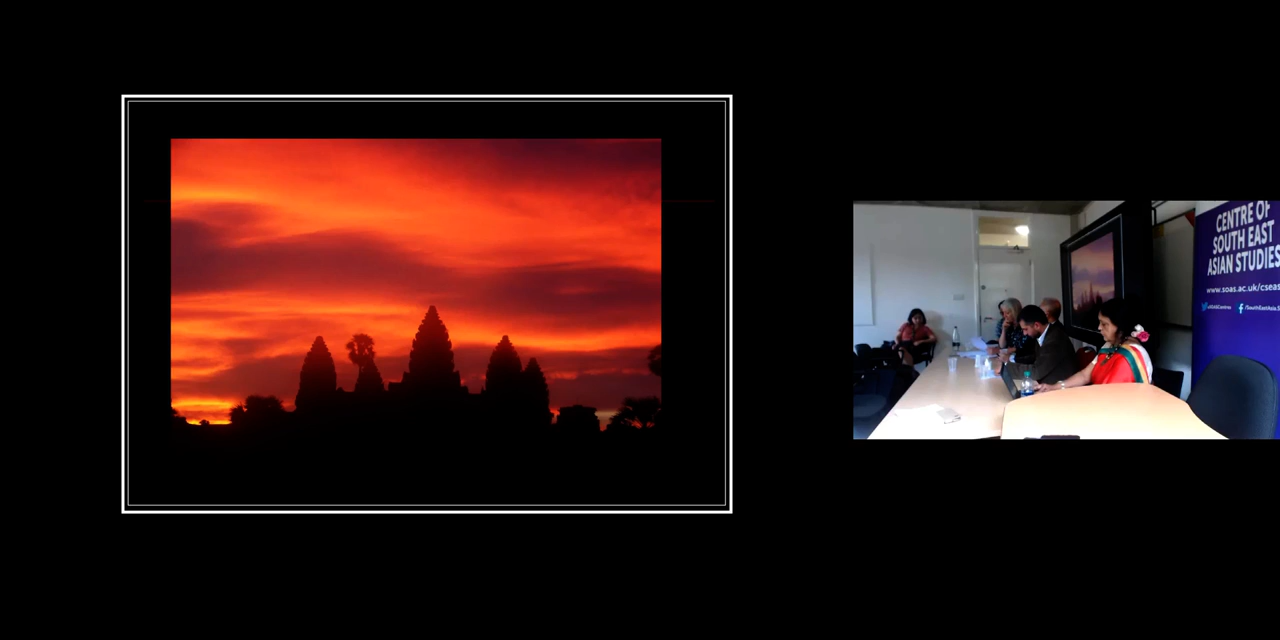 CENTRE OF
SOUTH EAST
ASIAN STUDIES
www.soas.ac.uk/cseas